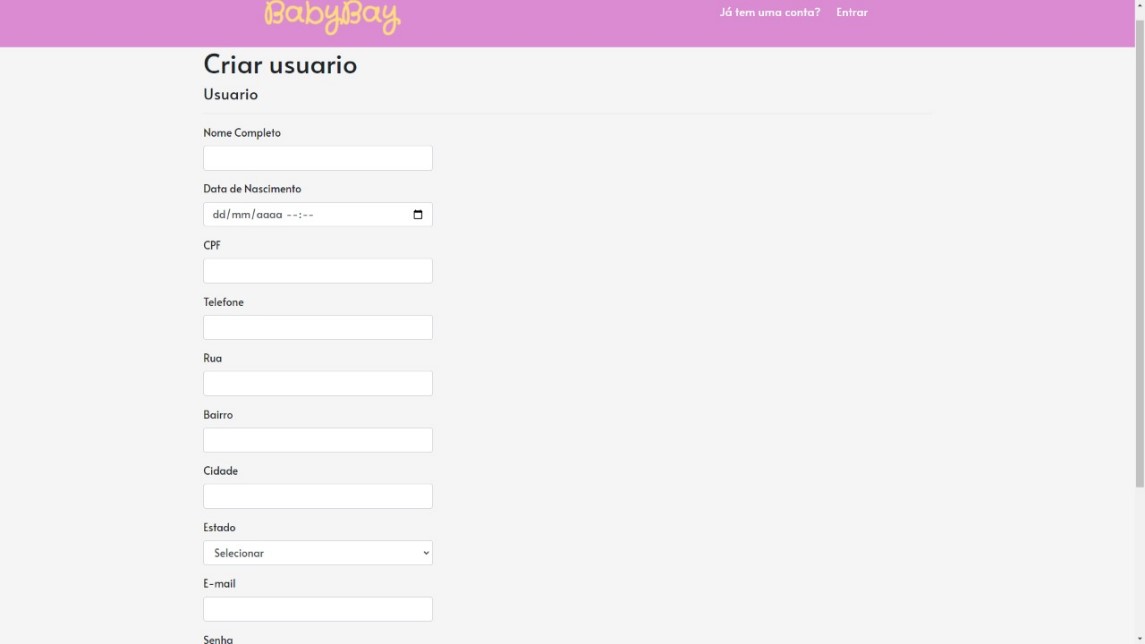 BabyBay
Já tem uma conta? Entrar
Criar usuario
Usuario
Nome Completo
Data de Nascimento
dd/mm/aaaa --:--
CPF
Telefone
Rua
Bairro
Cidade
Estado
Selecionar
E-mail
Senha